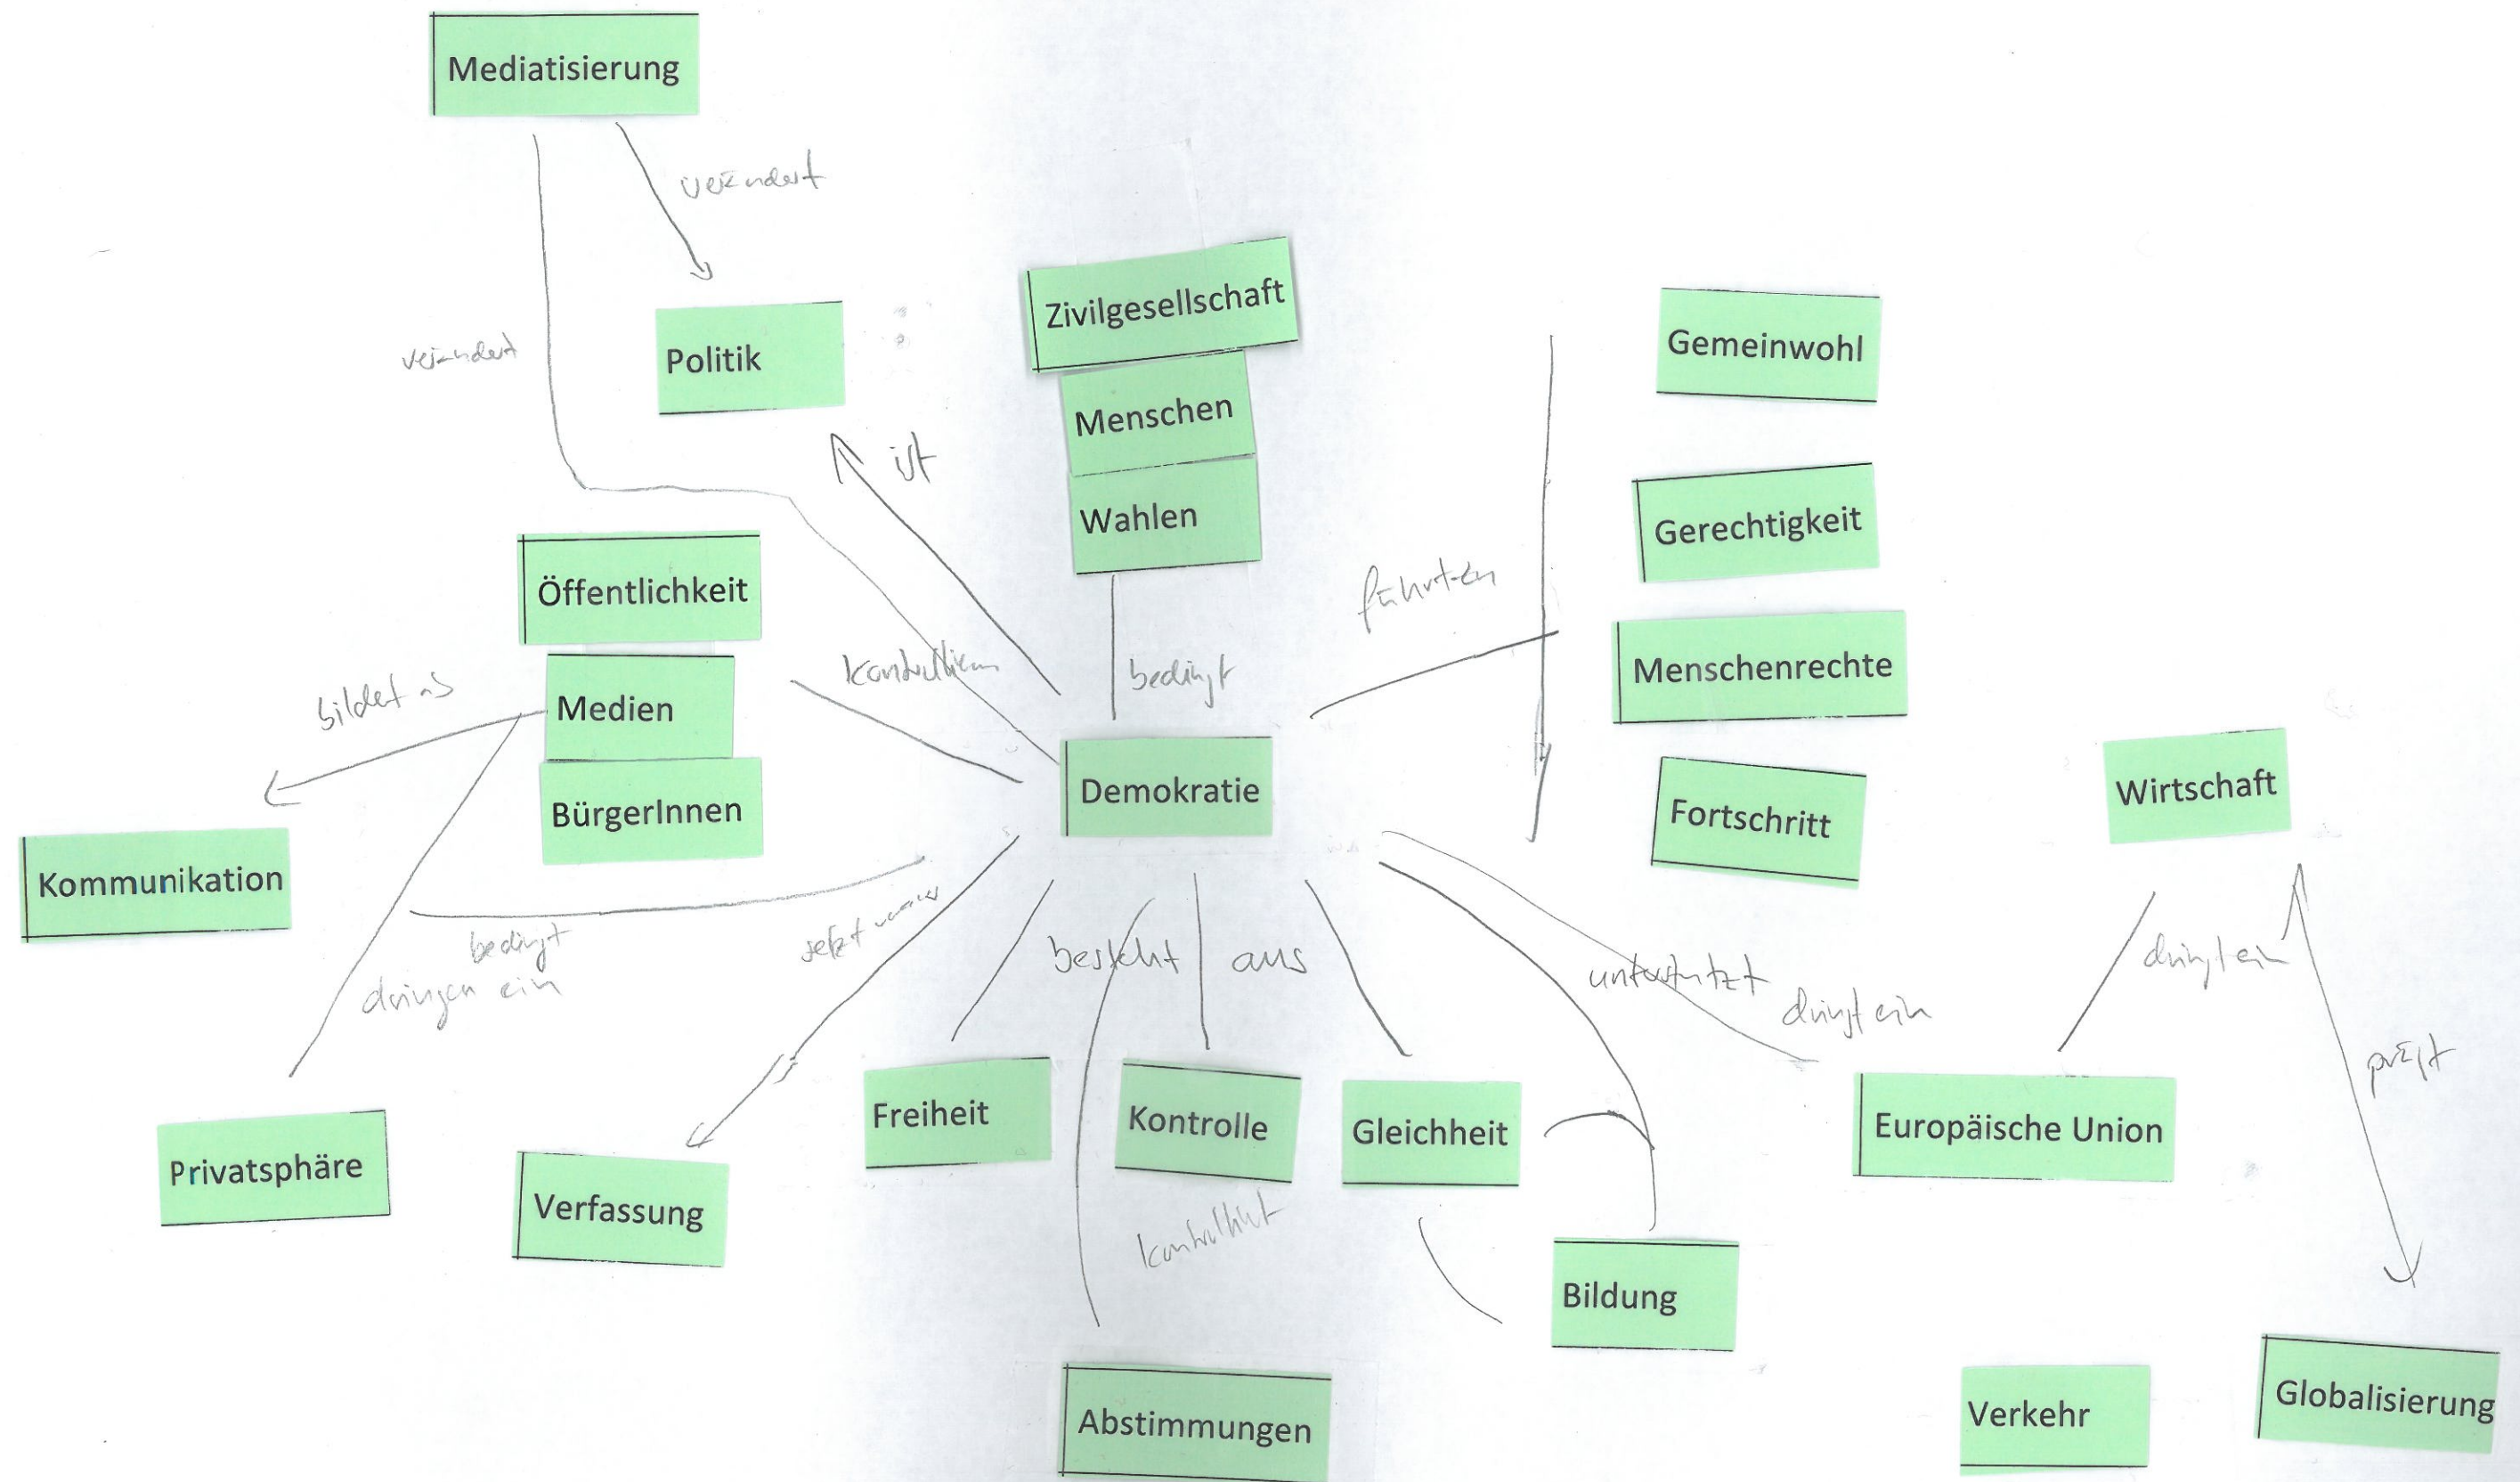 Mediatisierung
verändert
Politik
verändert
ist
Zivilgesellschaft
Menschen
Wahlen
Gemeinwohl
Gerechtigkeit
Menschenrechte
Fortschritt
führt
Öffentlichkeit
Medien
BürgerInnen
kontrollieren
bedingt
Demokratie
Wirtschaft
bildet ab
Kommunikation
bedingt
dringen ein
setzt voraus
besteht aus
unterstützt
dringt ein
dringt ein
prägt
Privatsphäre
Verfassung
Freiheit
Kontrolle
Gleichheit
Europäische Union
kontrolliert
Bildung
Abstimmungen
Verkehr
Globalisierung